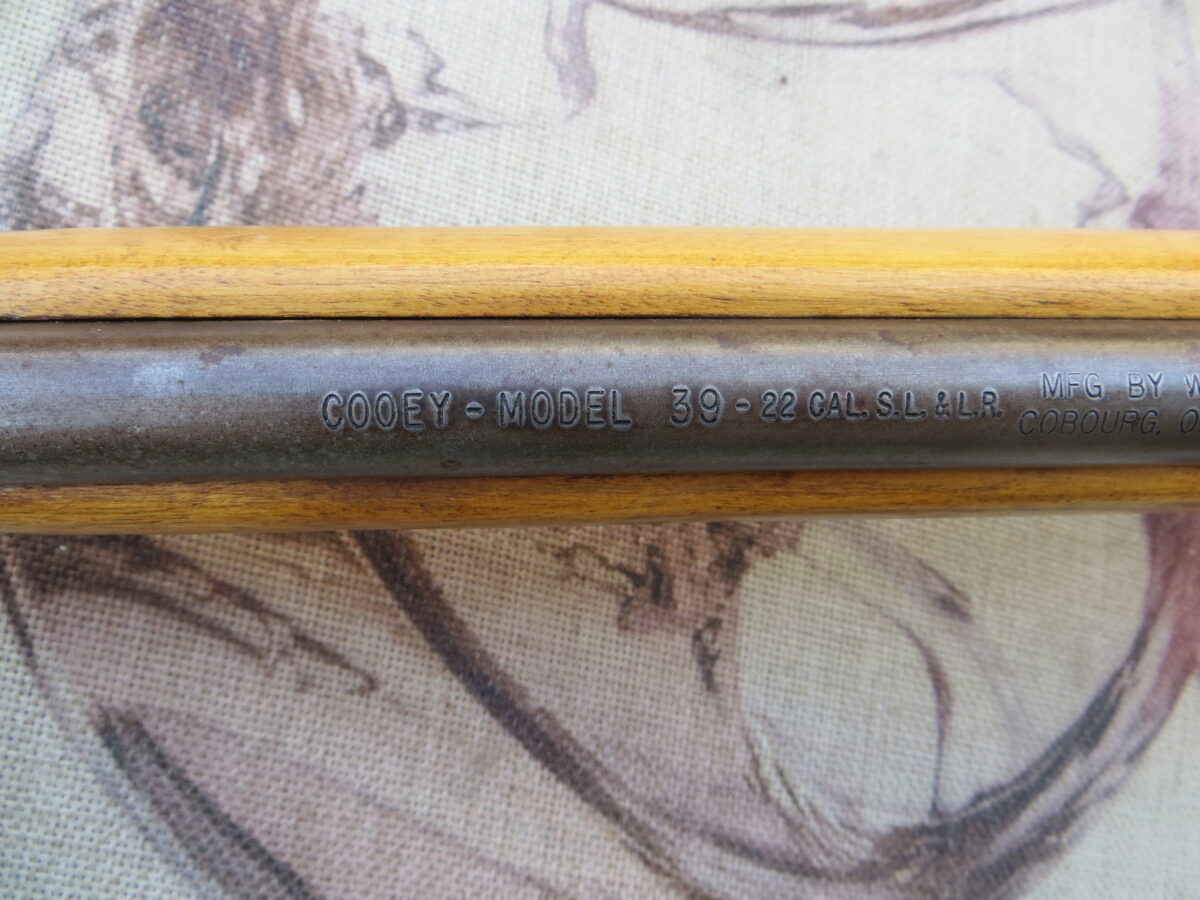 COOEY - MODEL 39 - 22 CAL. S.L. & L.R.
MFG. BY W
COBOURG, O